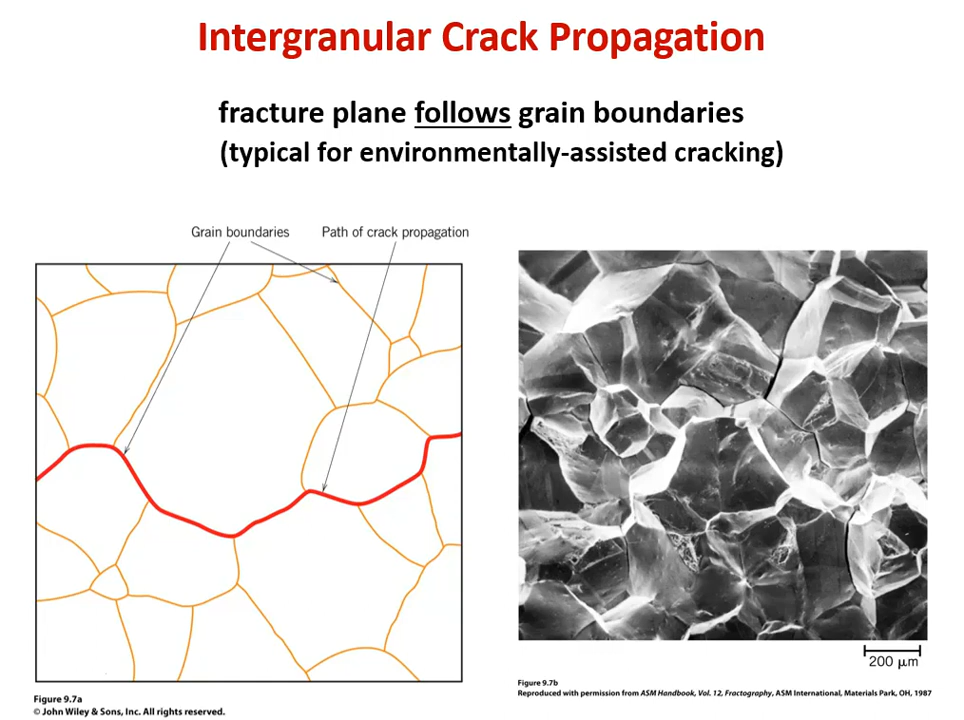 Intergranular Crack Propagation
fracture plane follows grain boundaries
(typical for environmentally-assisted cracking)
Grain boundaries
Path of crack propagation
200 μm
Figure 9.7a
© John Wiley & Sons, Inc. All rights reserved.
Figure 9.7b
Reproduced with permission from ASM Handbook, Vol. 12, Fractography, ASM International, Materials Park, OH, 1987